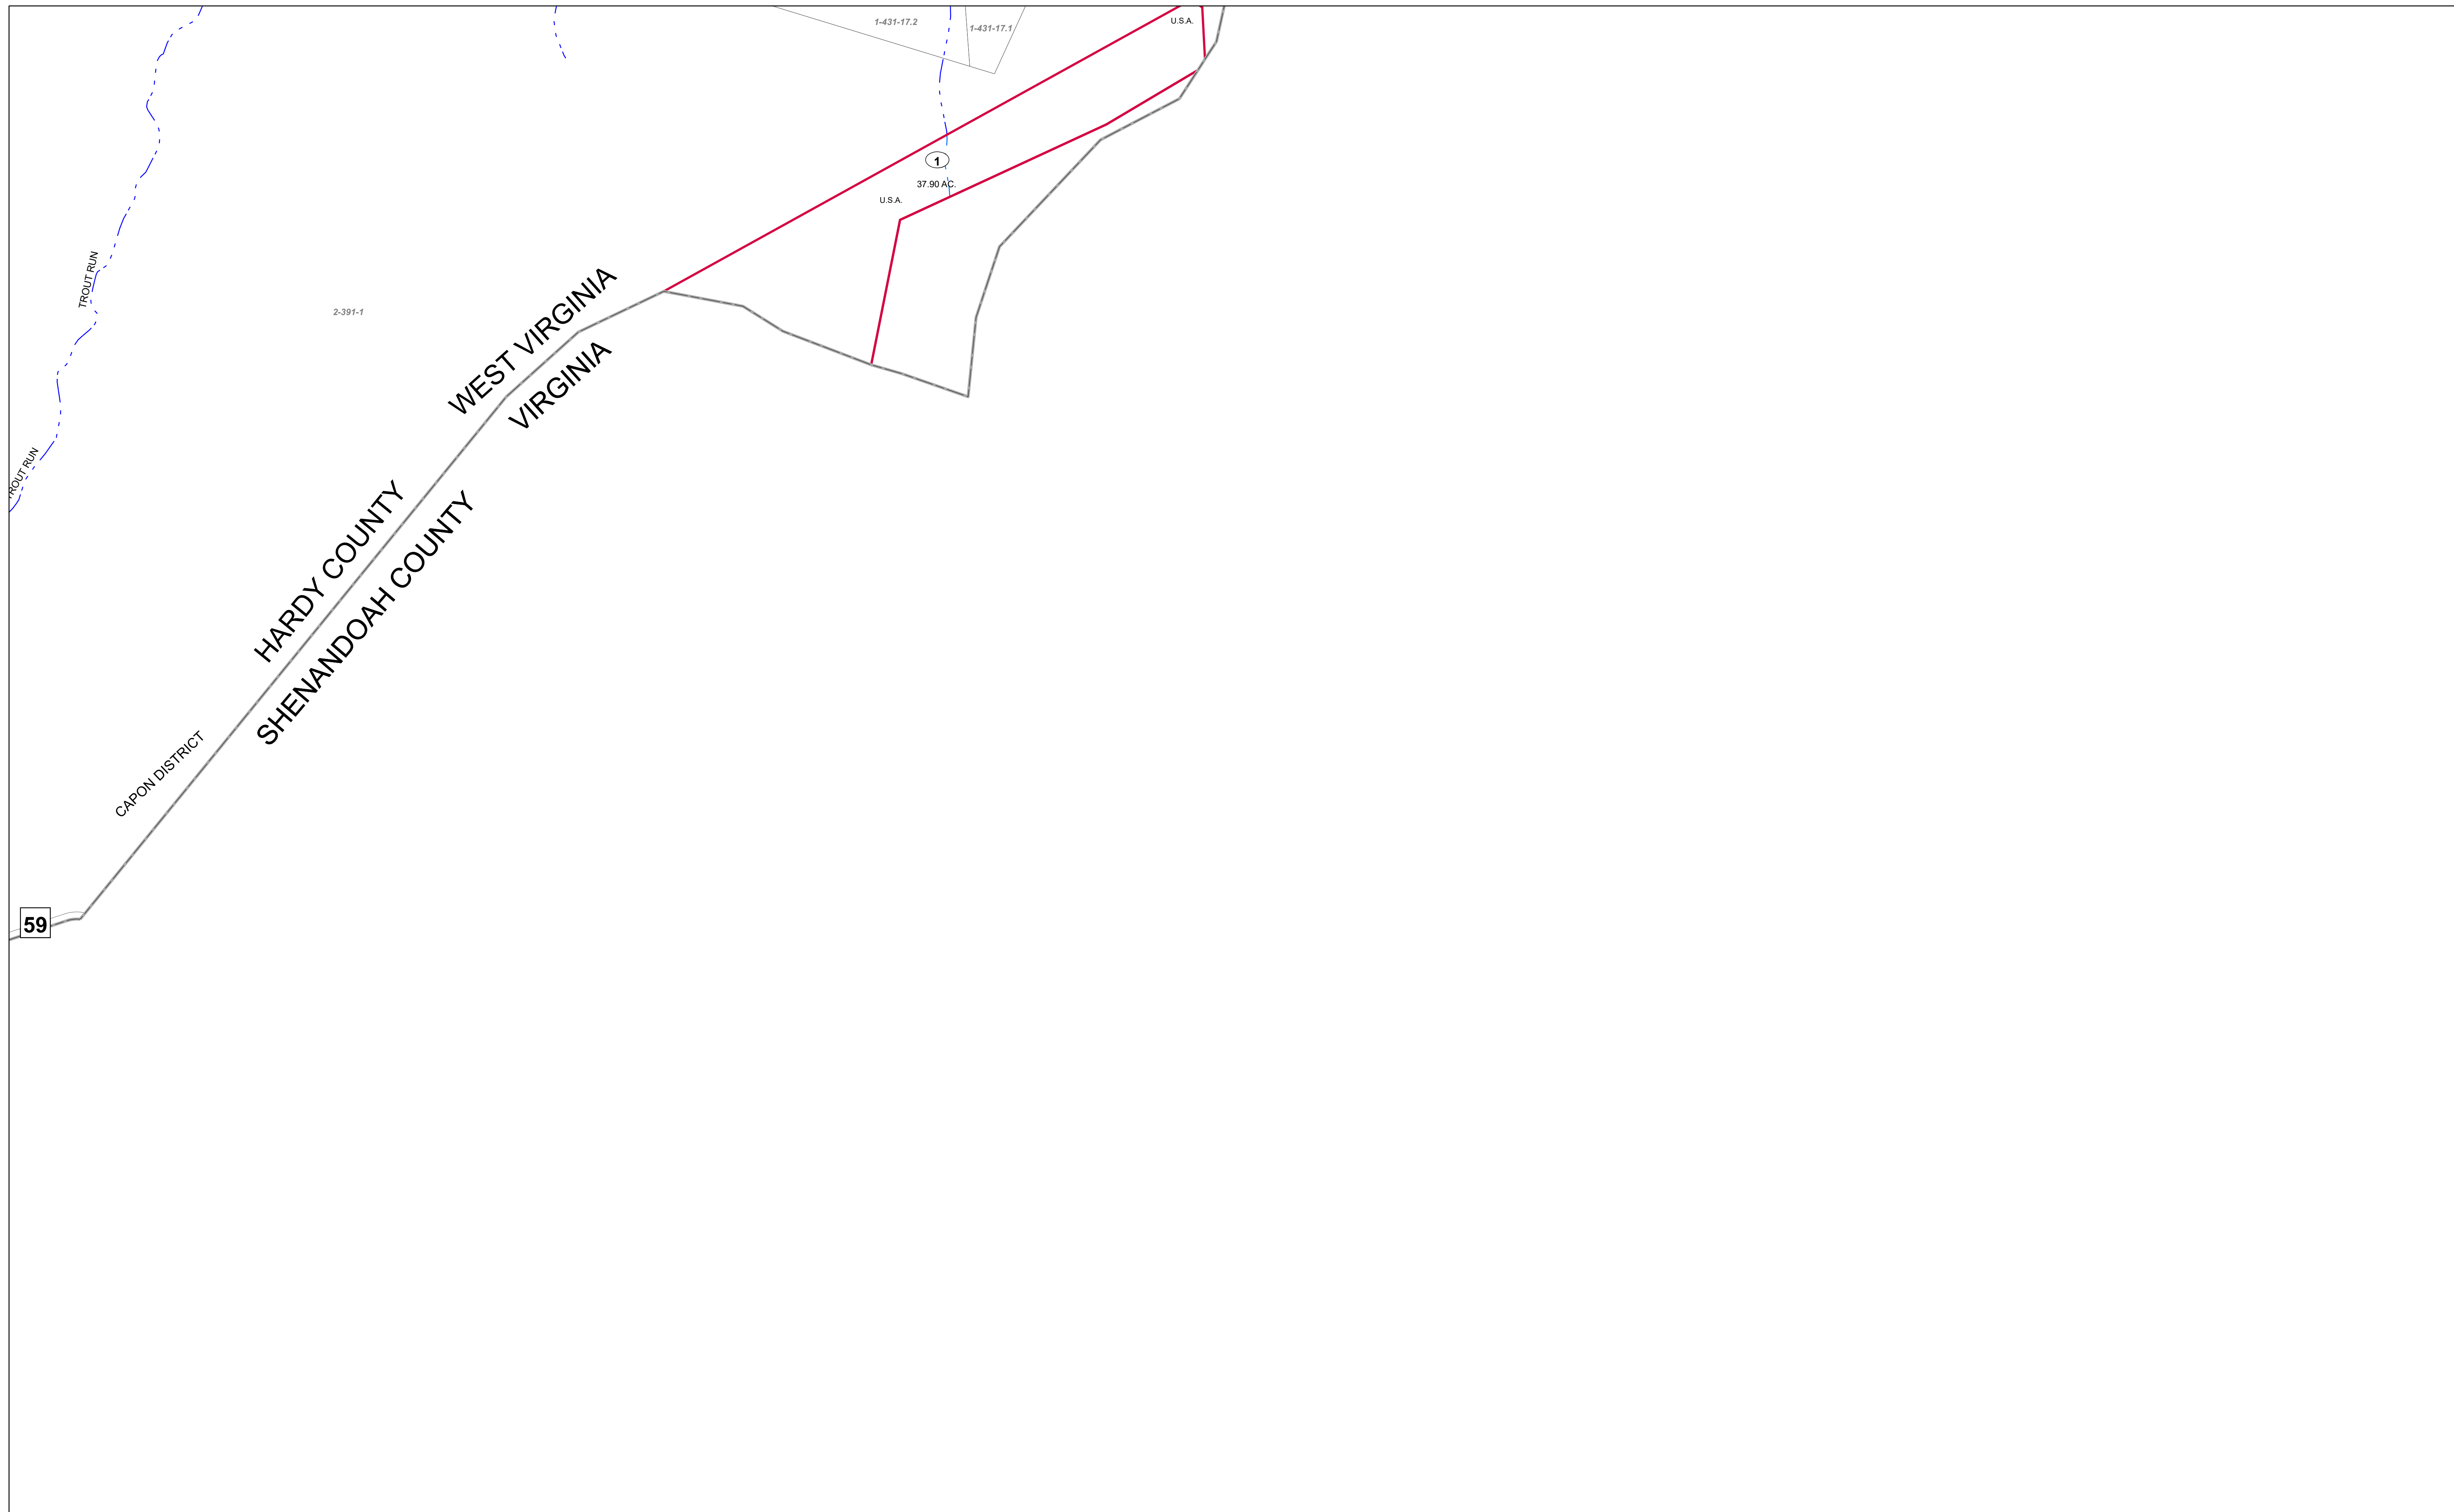 1-431-17.2
1-431-17.1
U.S.A.
1
37.90 AC.
U.S.A.
TROUT RUN
2-391-1
WEST VIRGINIA
VIRGINIA
TROUT RUN
HARDY COUNTY
SHENANDOAH COUNTY
CAPON DISTRICT
59